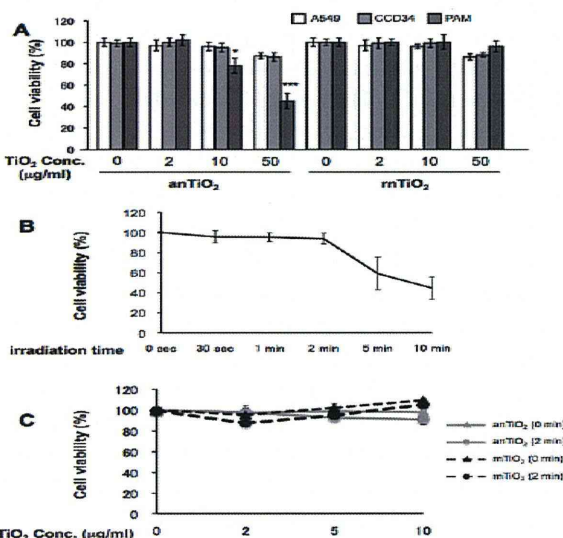 A
A549 CCD34 PAM
Cell viability (%)
120
100
80
60
40
20
0
*
***
TiO2 Conc. 0 2 10 50 0 2 10 50
(μg/ml)
anTiO2 rnTiO2
B
Cell viability (%)
120
100
80
60
40
20
0
irradiation time 0 sec 30 sec 1 min 2 min 5 min 10 min
C
Cell viability (%)
120
100
80
60
40
20
0
anTiO2 (0 min)
anTiO2 (2 min)
rnTiO2 (0 min)
rnTiO2 (2 min)
TiO2 Conc. (μg/ml) 0 2 5 10